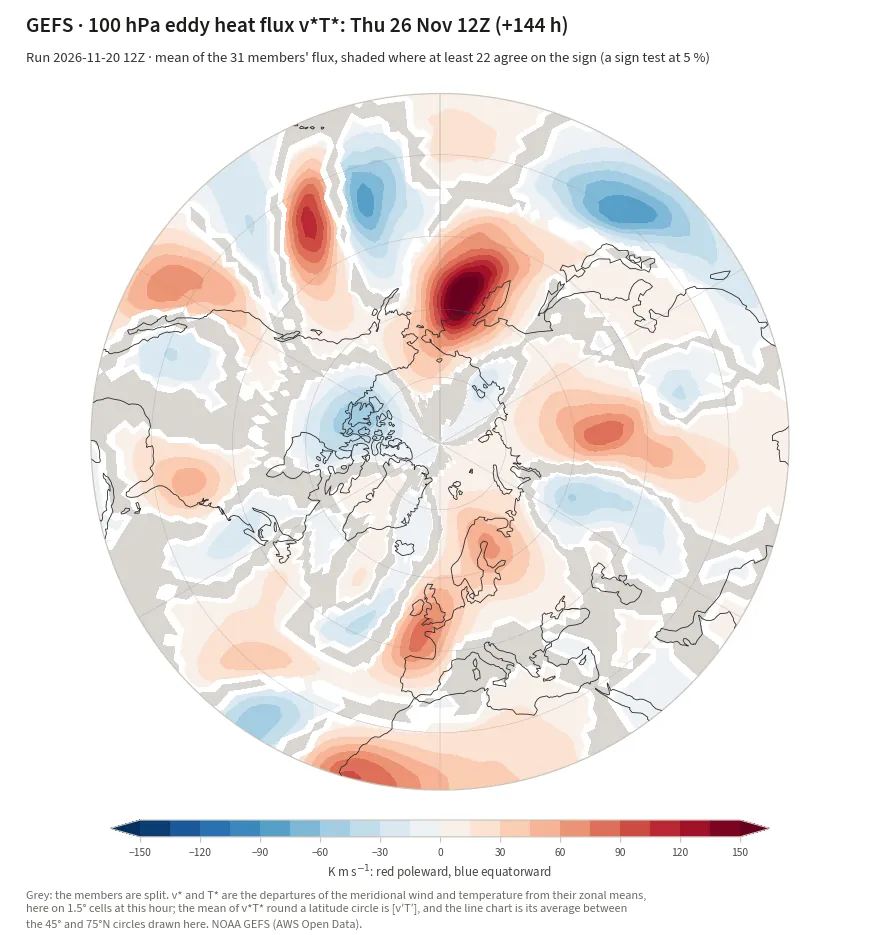 GEFS · 100 hPa eddy heat flux v*T*: Thu 26 Nov 12Z (+144 h)
Run 2026-11-20 12Z · mean of the 31 members' flux, shaded where at least 22 agree on the sign (a sign test at 5 %)
−150 −120 −90 −60 −30 0 30 60 90 120 150
K m s⁻¹: red poleward, blue equatorward
Grey: the members are split. v* and T* are the departures of the meridional wind and temperature from their zonal means,
here on 1.5° cells at this hour; the mean of v*T* round a latitude circle is [v'T'], and the line chart is its average between
the 45° and 75°N circles drawn here. NOAA GEFS (AWS Open Data).